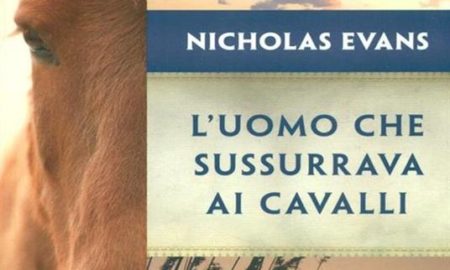 NICHOLAS EVANS
L'UOMO CHE
SUSSURRAVA
AI CAVALLI